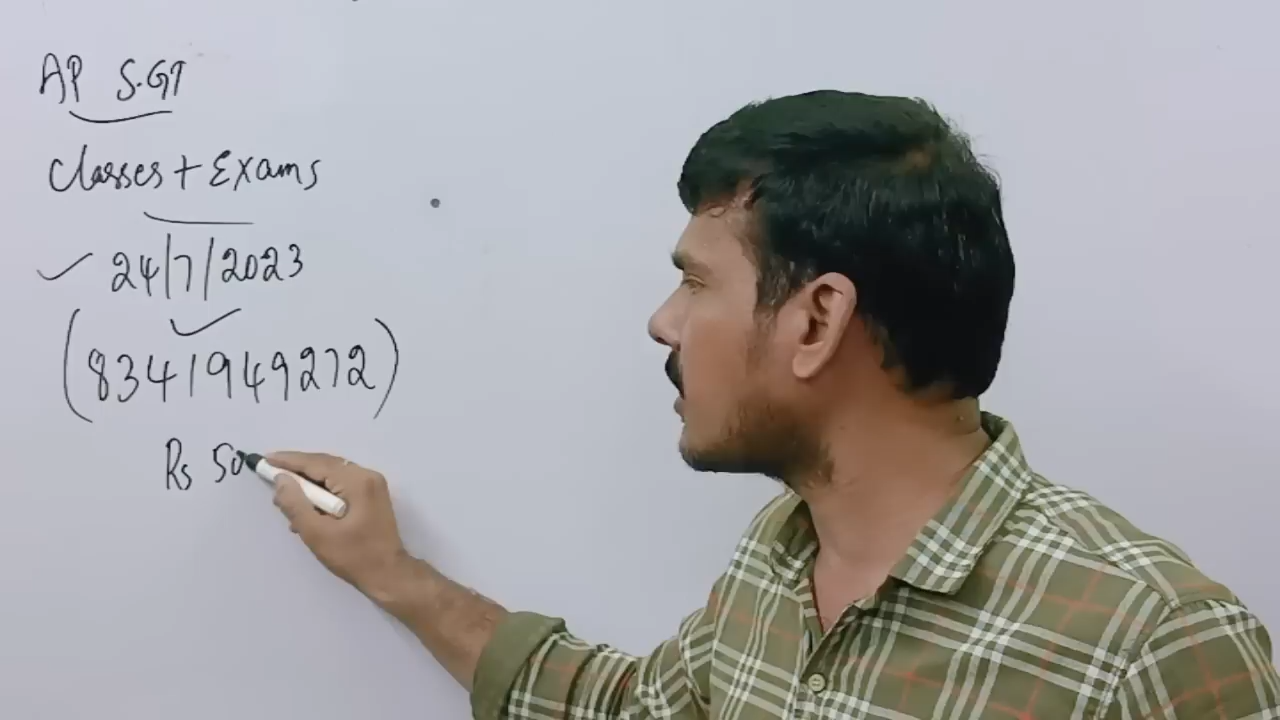 AP S.GT
Classes + Exams
24/7/2023
(8341949272)
Rs 50